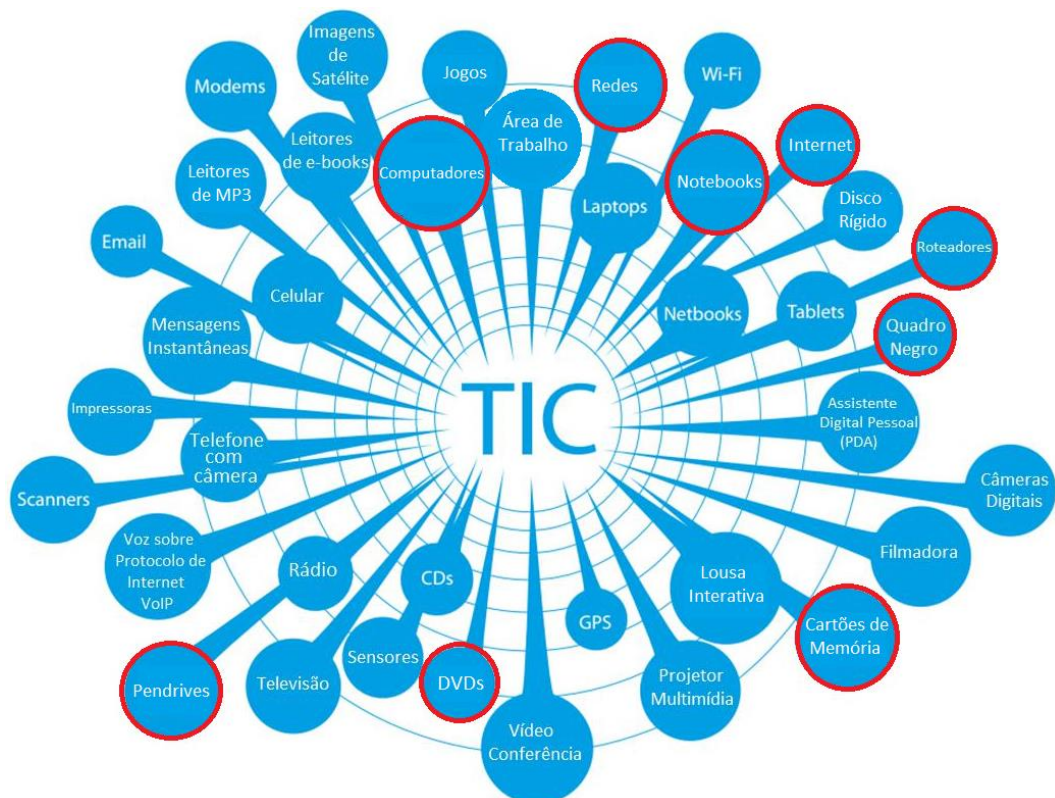 Imagens
de
Satélite
Jogos
Redes
Wi-Fi
Modems
Leitores
de e-books
Computadores
Área de
Trabalho
Notebooks
Internet
Leitores
de MP3
Laptops
Disco
Rígido
Email
Roteadores
Celular
Netbooks
Tablets
Mensagens
Instantâneas
Quadro
Negro
TIC
Impressoras
Assistente
Digital Pessoal
(PDA)
Telefone
com
câmera
Scanners
Câmeras
Digitais
Voz sobre
Protocolo de
Internet
VoIP
Rádio
CDs
GPS
Lousa
Interativa
Filmadora
Cartões de
Memória
Pendrives
Televisão
Sensores
DVDs
Vídeo
Conferência
Projetor
Multimídia